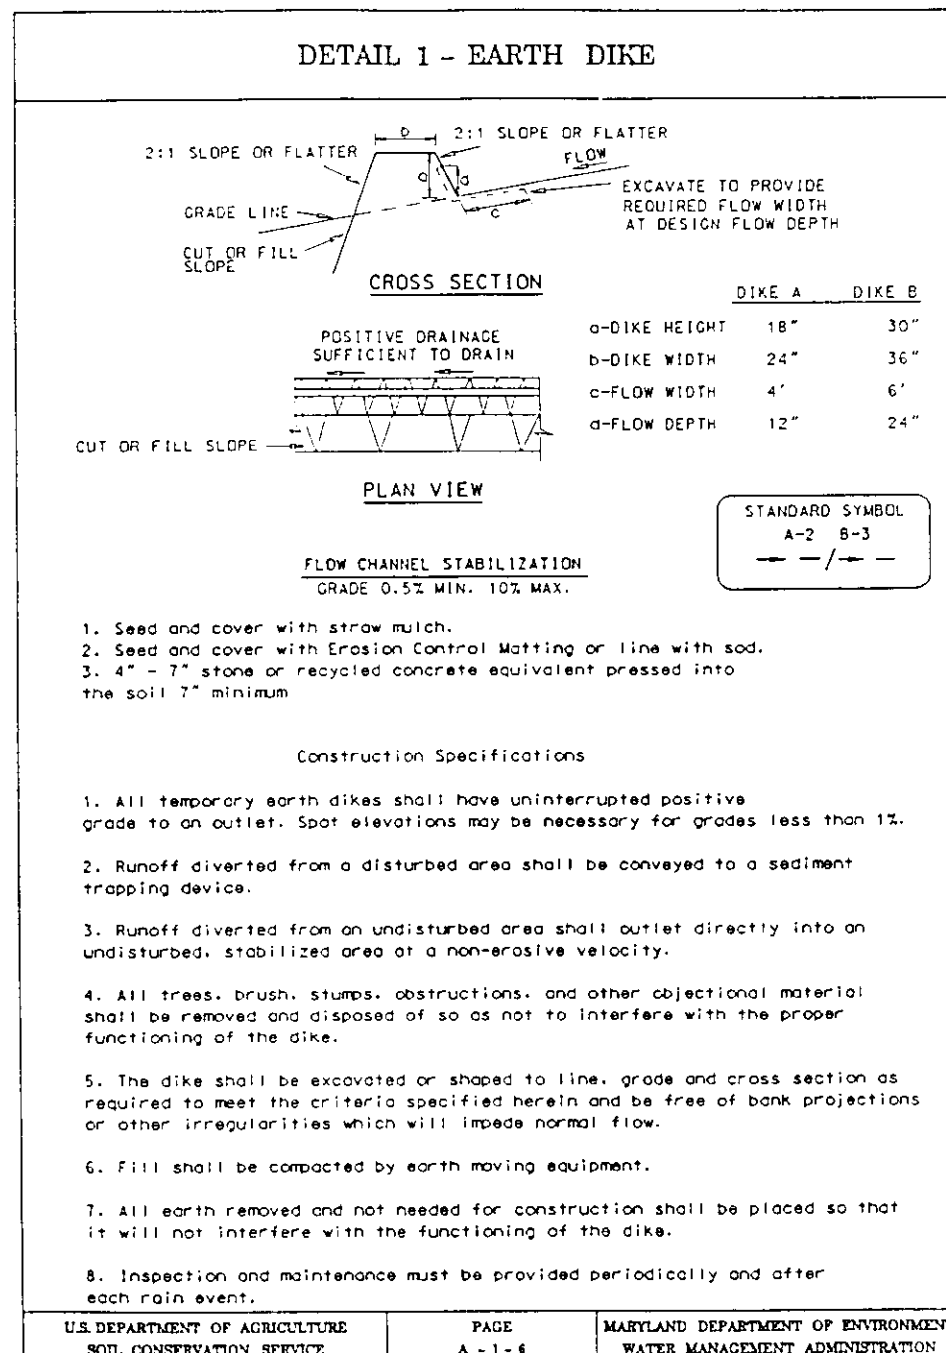 DETAIL 1 - EARTH DIKE
b
2:1 SLOPE OR FLATTER
2:1 SLOPE OR FLATTER
FLOW
a
d
c
EXCAVATE TO PROVIDE
REQUIRED FLOW WIDTH
AT DESIGN FLOW DEPTH
GRADE LINE
CUT OR FILL
SLOPE
CROSS SECTION
DIKE A DIKE B
a-DIKE HEIGHT 18" 30"
b-DIKE WIDTH 24" 36"
c-FLOW WIDTH 4' 6'
d-FLOW DEPTH 12" 24"
POSITIVE DRAINAGE
SUFFICIENT TO DRAIN
CUT OR FILL SLOPE
PLAN VIEW
STANDARD SYMBOL
A-2 B-3
/
FLOW CHANNEL STABILIZATION
GRADE 0.5% MIN. 10% MAX.
1. Seed and cover with straw mulch.
2. Seed and cover with Erosion Control Matting or line with sod.
3. 4" - 7" stone or recycled concrete equivalent pressed into
the soil 7" minimum
Construction Specifications
1. All temporary earth dikes shall have uninterrupted positive
grade to an outlet. Spot elevations may be necessary for grades less than 1%.
2. Runoff diverted from a disturbed area shall be conveyed to a sediment
trapping device.
3. Runoff diverted from an undisturbed area shall outlet directly into an
undisturbed, stabilized area at a non-erosive velocity.
4. All trees, brush, stumps, obstructions, and other objectional material
shall be removed and disposed of so as not to interfere with the proper
functioning of the dike.
5. The dike shall be excavated or shaped to line, grade and cross section as
required to meet the criteria specified herein and be free of bank projections
or other irregularities which will impede normal flow.
6. Fill shall be compacted by earth moving equipment.
7. All earth removed and not needed for construction shall be placed so that
it will not interfere with the functioning of the dike.
8. Inspection and maintenance must be provided periodically and after
each rain event.
U.S. DEPARTMENT OF AGRICULTURE
SOIL CONSERVATION SERVICE
PAGE
A - 1 - 6
MARYLAND DEPARTMENT OF ENVIRONMENT
WATER MANAGEMENT ADMINISTRATION